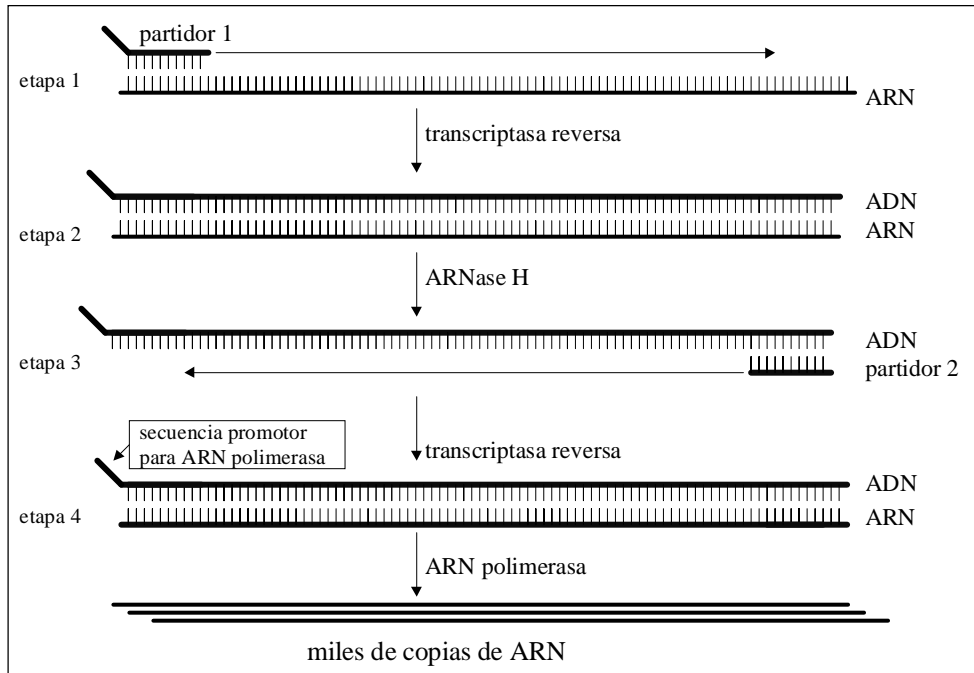 partidor 1
etapa 1
ARN
transcriptasa reversa
ADN
etapa 2
ARN
ARNase H
ADN
etapa 3
partidor 2
secuencia promotor
para ARN polimerasa
transcriptasa reversa
ADN
etapa 4
ARN
ARN polimerasa
miles de copias de ARN